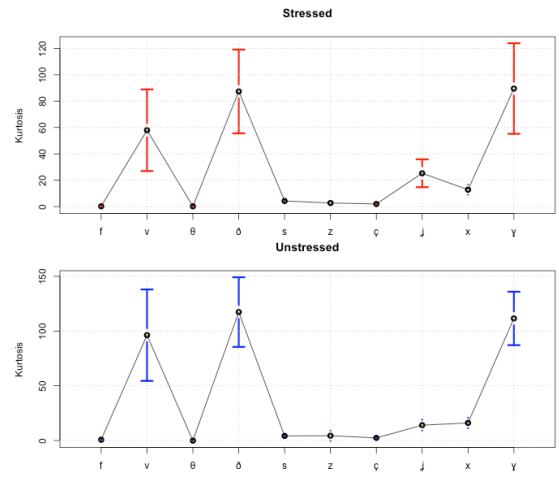 Stressed
Kurtosis
120
100
80
60
40
20
0
f v θ ð s z ç ʝ x ɣ
Unstressed
Kurtosis
150
100
50
0
f v θ ð s z ç ʝ x ɣ